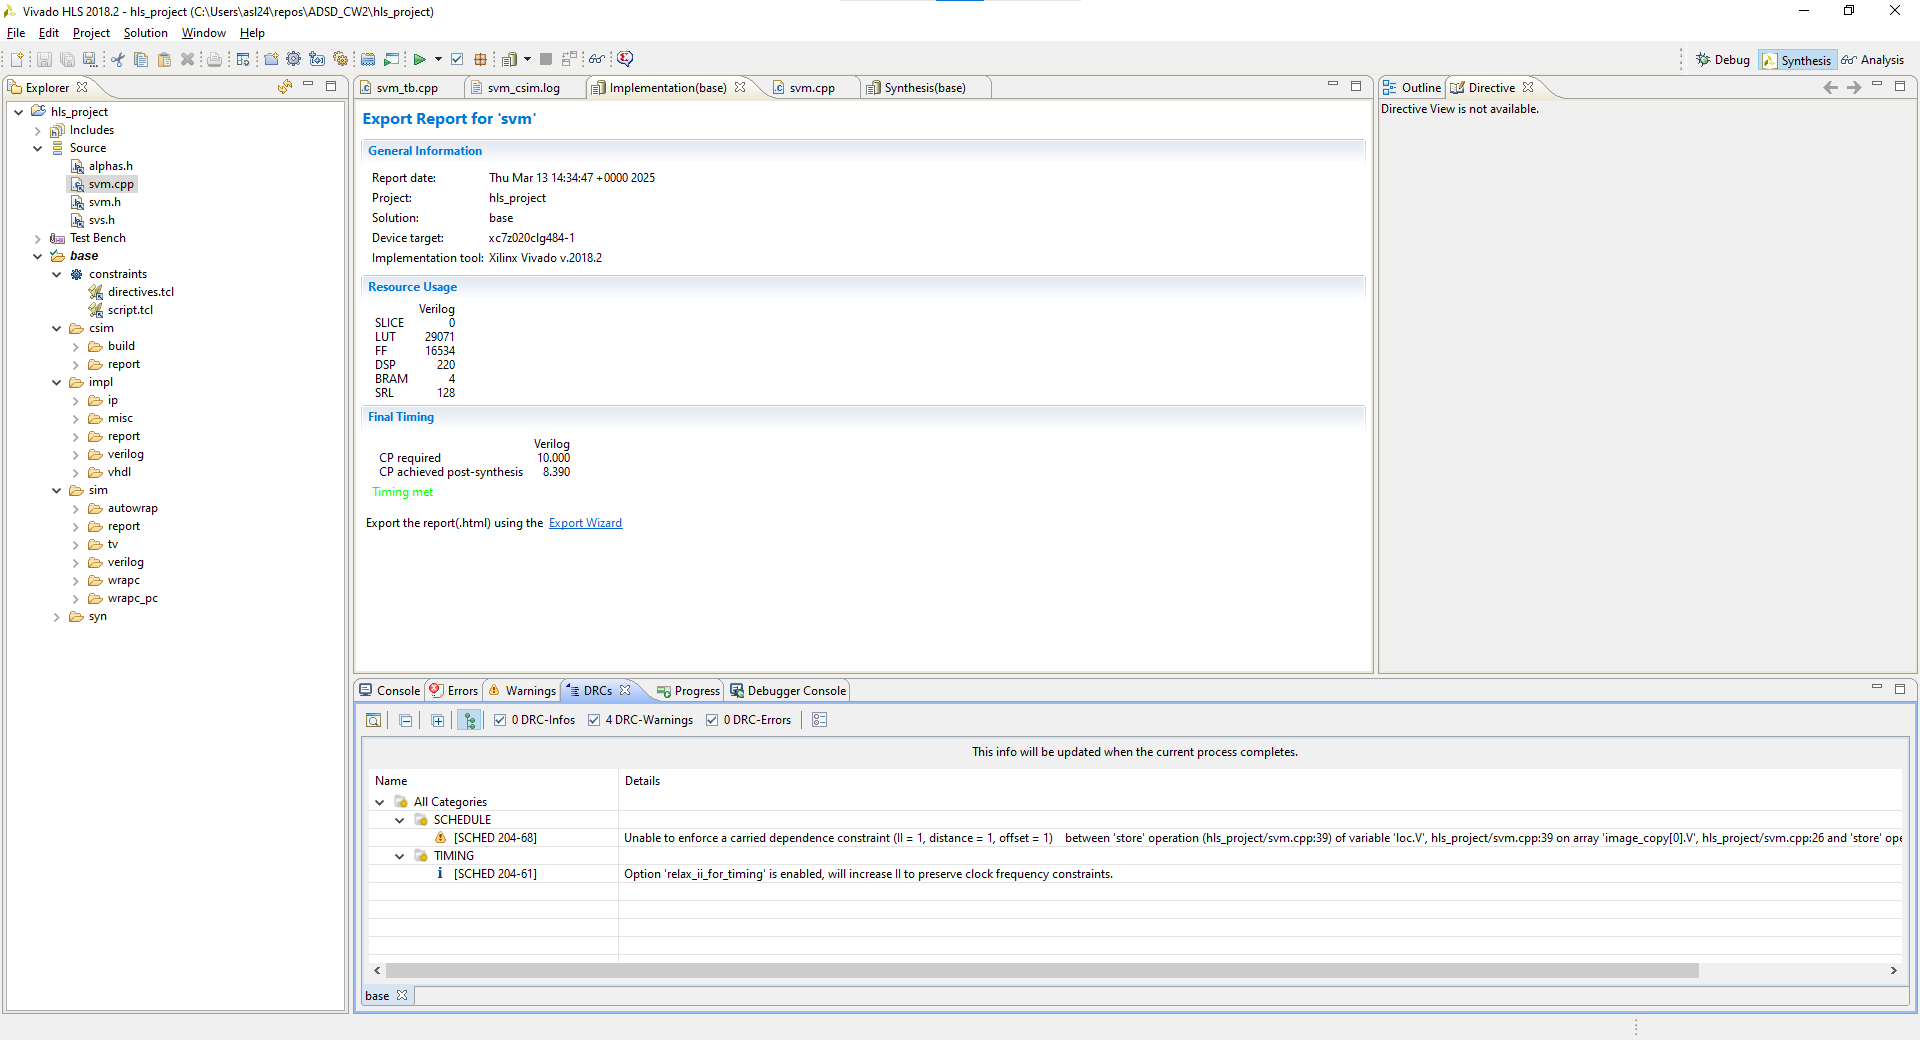 Vivado HLS 2018.2 - hls_project (C:\Users\asl24\repos\ADSD_CW2\hls_project)
File Edit Project Solution Window Help
Debug Synthesis Analysis
Explorer
hls_project
Includes
Source
alphas.h
svm.cpp
svm.h
svs.h
Test Bench
base
constraints
directives.tcl
script.tcl
csim
build
report
impl
ip
misc
report
verilog
vhdl
sim
autowrap
report
tv
verilog
wrapc
wrapc_pc
syn
svm_tb.cpp svm_csim.log Implementation(base) svm.cpp Synthesis(base)
Export Report for 'svm'
General Information
Report date: Thu Mar 13 14:34:47 +0000 2025
Project: hls_project
Solution: base
Device target: xc7z020clg484-1
Implementation tool: Xilinx Vivado v.2018.2
Resource Usage
Verilog
SLICE 0
LUT 29071
FF 16534
DSP 220
BRAM 4
SRL 128
Final Timing
Verilog
CP required 10.000
CP achieved post-synthesis 8.390
Timing met
Export the report(.html) using the Export Wizard
Outline Directive
Directive View is not available.
Console Errors Warnings DRCs Progress Debugger Console
0 DRC-Infos 4 DRC-Warnings 0 DRC-Errors
This info will be updated when the current process completes.
Name Details
All Categories
SCHEDULE
[SCHED 204-68] Unable to enforce a carried dependence constraint (II = 1, distance = 1, offset = 1) between 'store' operation (hls_project/svm.cpp:39) of variable 'loc.V', hls_project/svm.cpp:39 on array 'image_copy[0].V', hls_project/svm.cpp:26 and 'store' ope
TIMING
[SCHED 204-61] Option 'relax_ii_for_timing' is enabled, will increase II to preserve clock frequency constraints.
base